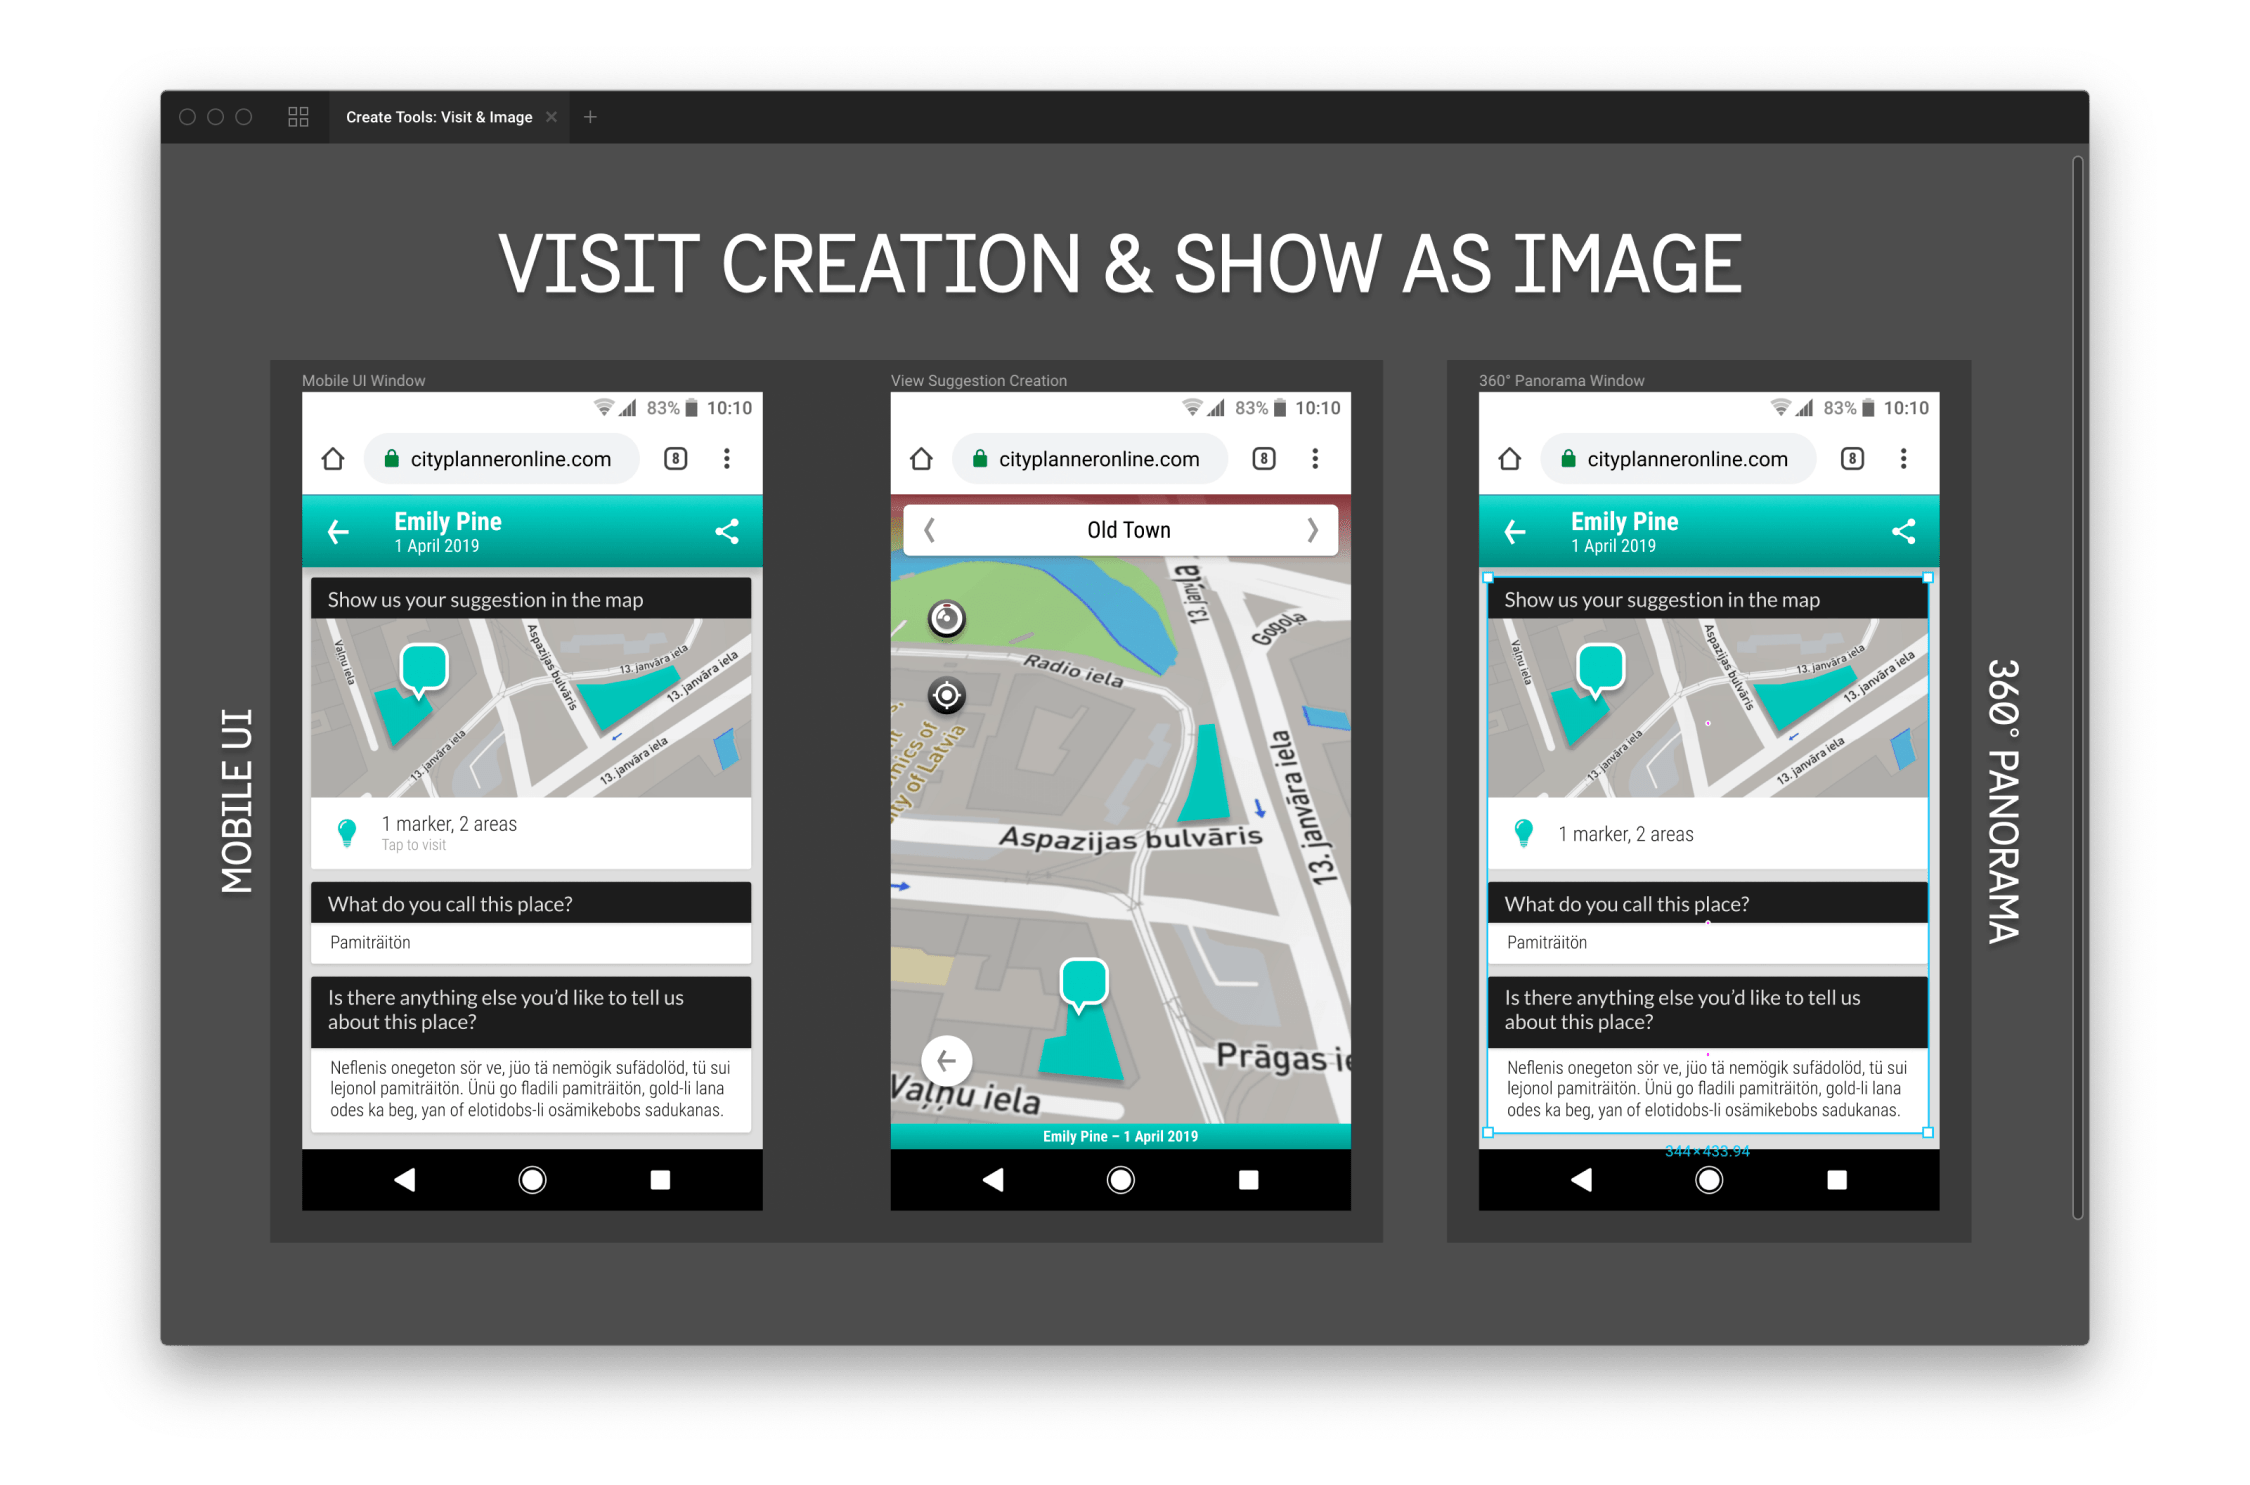 Create Tools: Visit & Image
VISIT CREATION & SHOW AS IMAGE
MOBILE UI
Mobile UI Window
83% 10:10
cityplanneronline.com 8
Emily Pine
1 April 2019
Show us your suggestion in the map
Vaļņu iela
Aspazijas bulvāris
13. janvāra iela
13. janvāra iela
13. janvāra iela
13. janvāra iela
1 marker, 2 areas
Tap to visit
What do you call this place?
Pamiträitön
Is there anything else you’d like to tell us
about this place?
Neflenis onegeton sör ve, jüo tä nemögik sufädolöd, tü sui
lejonol pamiträitön. Ünü go fladili pamiträitön, gold-li lana
odes ka beg, yan of elotidobs-li osämikebobs sadukanas.
View Suggestion Creation
83% 10:10
cityplanneronline.com 8
Old Town
13. janvāra
Gogoļa
Radio iela
13. janvāra iela
nics of
ty of Latvia
Aspazijas bulvāris
Prāgas ie
Vaļņu iela
Emily Pine – 1 April 2019
360° Panorama Window
83% 10:10
cityplanneronline.com 8
Emily Pine
1 April 2019
Show us your suggestion in the map
Vaļņu iela
Aspazijas bulvāris
13. janvāra iela
13. janvāra iela
13. janvāra iela
13. janvāra iela
1 marker, 2 areas
What do you call this place?
Pamiträitön
Is there anything else you’d like to tell us
about this place?
Neflenis onegeton sör ve, jüo tä nemögik sufädolöd, tü sui
lejonol pamiträitön. Ünü go fladili pamiträitön, gold-li lana
odes ka beg, yan of elotidobs-li osämikebobs sadukanas.
344×433.94
360° PANORAMA